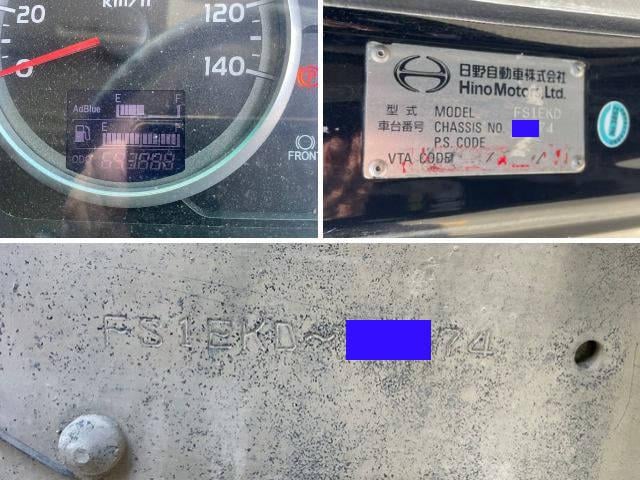 km/h
20
120
0
140
AdBlue
E F
E F
ODO
FRONT
日野自動車株式会社
Hino Motors, Ltd.
型式 MODEL FS1EKD
車台番号 CHASSIS NO. 74
P.S. CODE
VTA CODE
FS1EKD~ 74